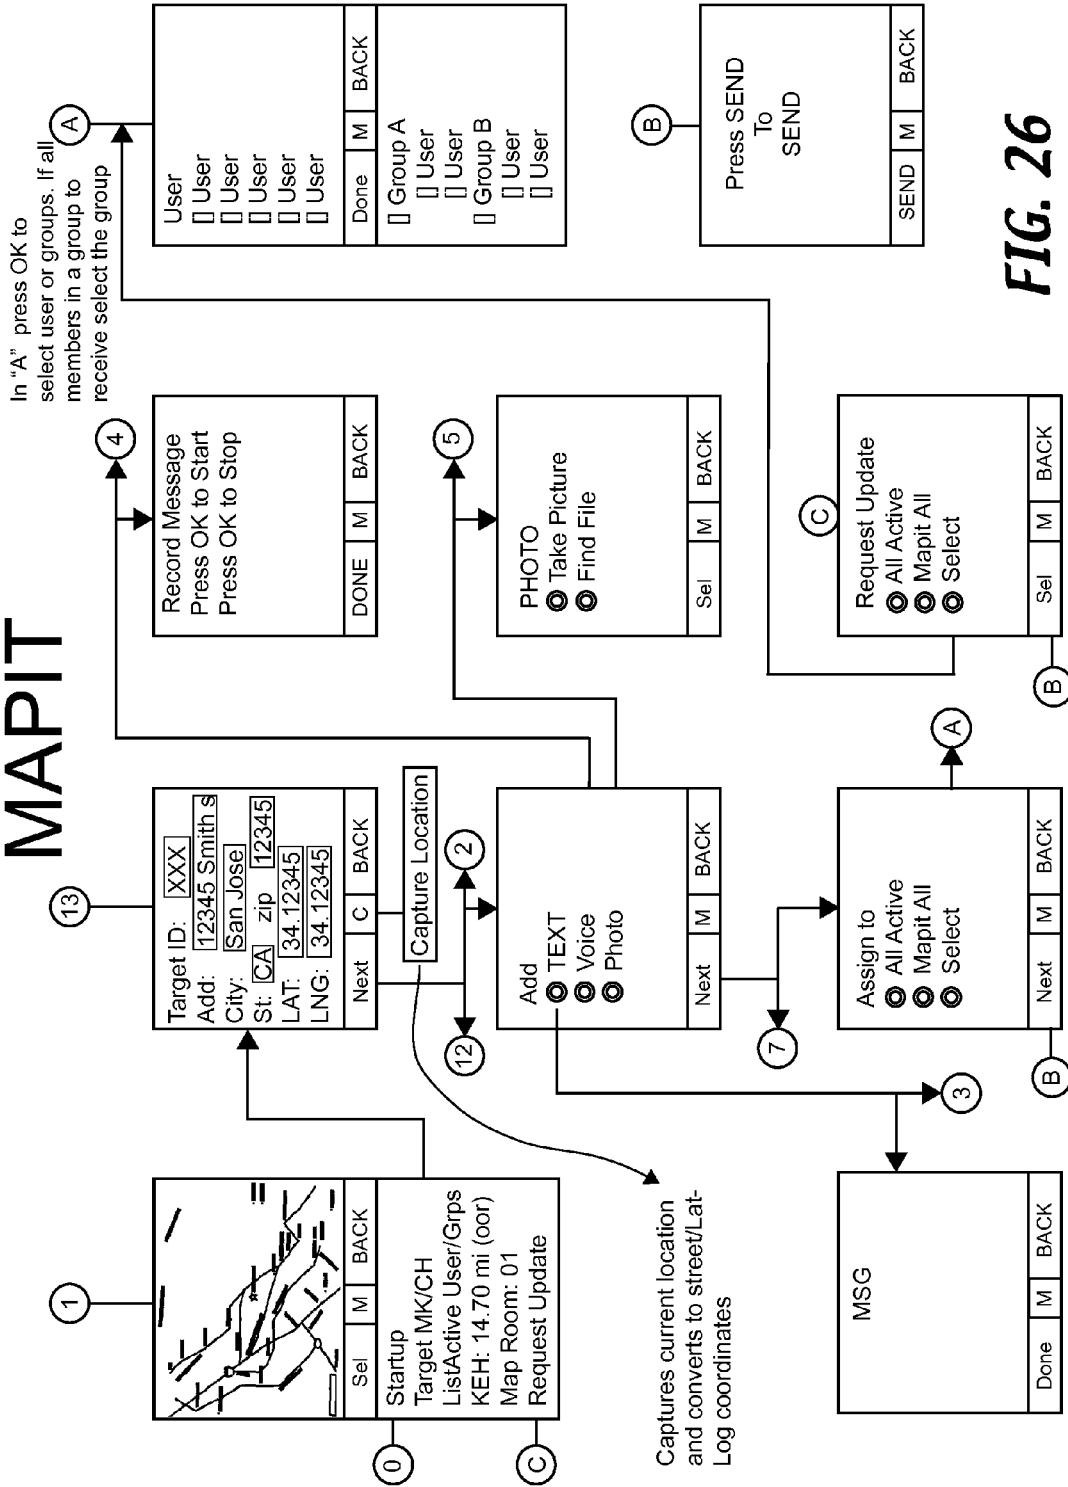 MAPIT
1
Sel M BACK
0
Startup
Target MK/CH
ListActive User/Grps
KEH: 14.70 mi (oor)
Map Room: 01
C
Request Update
13
Target ID: XXX
Add: 12345 Smith s
City: San Jose
St: CA zip 12345
LAT: 34.12345
LNG: 34.12345
Next C BACK
Capture Location
Captures current location
and converts to street/Lat-
Log coordinates
12
2
Add
TEXT
Voice
Photo
Next M BACK
3
MSG
Done M BACK
7
Assign to
All Active
Mapit All
Select
Next M BACK
A
B
4
Record Message
Press OK to Start
Press OK to Stop
DONE M BACK
5
PHOTO
Take Picture
Find File
Sel M BACK
C
Request Update
All Active
Mapit All
Select
Sel M BACK
B
In "A" press OK to
select user or groups. If all
members in a group to
receive select the group
A
User
[] User
[] User
[] User
[] User
[] User
Done M BACK
[] Group A
[] User
[] User
[] Group B
[] User
[] User
B
Press SEND
To
SEND
SEND M BACK
FIG. 26